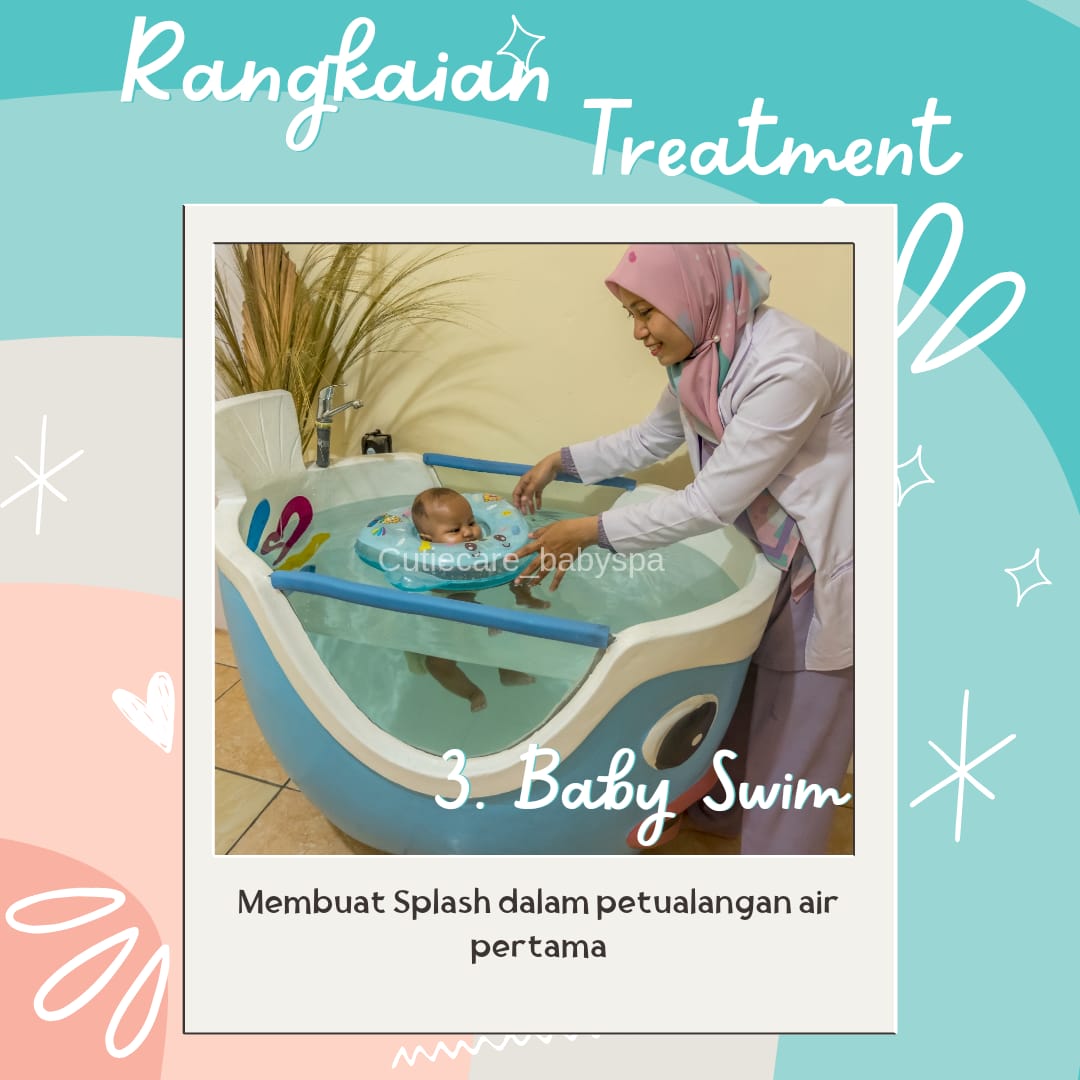 Rangkaian
Treatment
Cutiecare_babyspa
3. Baby Swim
Membuat Splash dalam petualangan air
pertama